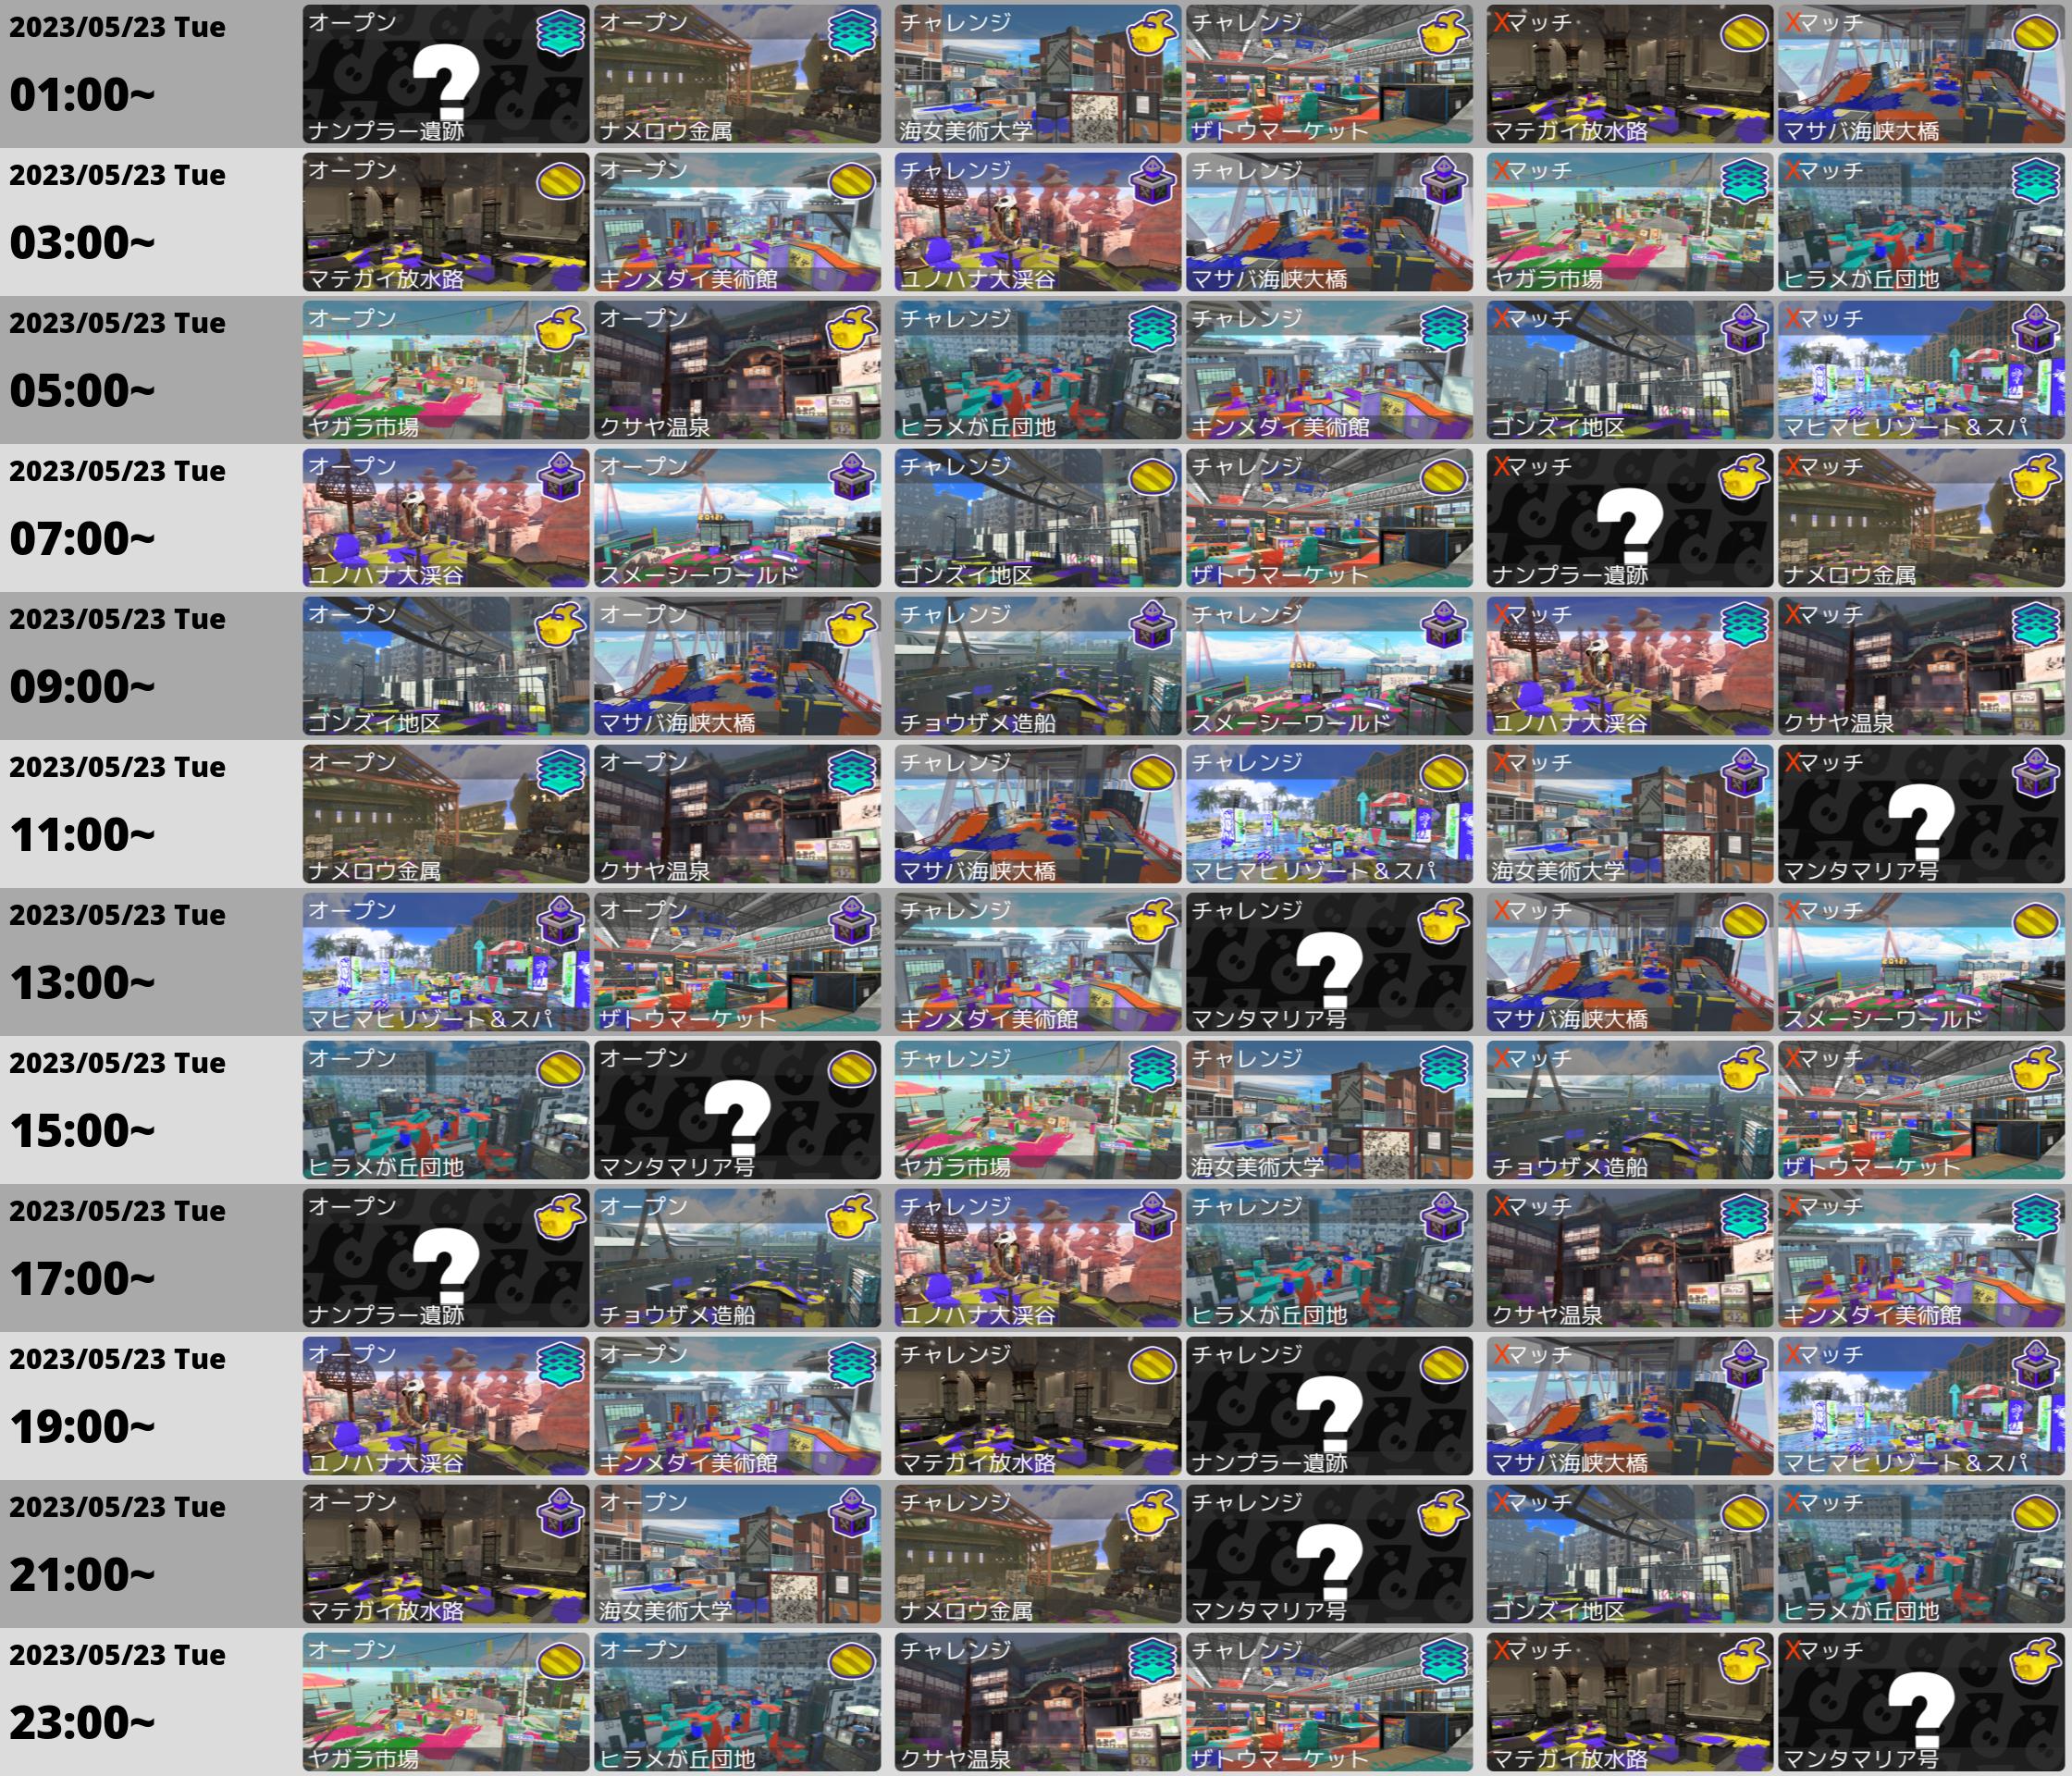 2023/05/23 Tue
01:00~
オープン
ナンプラー遺跡
オープン
ナメロウ金属
チャレンジ
海女美術大学
チャレンジ
ザトウマーケット
Xマッチ
マテガイ放水路
Xマッチ
マサバ海峡大橋
2023/05/23 Tue
03:00~
オープン
マテガイ放水路
オープン
キンメダイ美術館
チャレンジ
ユノハナ大渓谷
チャレンジ
マサバ海峡大橋
Xマッチ
ヤガラ市場
Xマッチ
ヒラメが丘団地
2023/05/23 Tue
05:00~
オープン
ヤガラ市場
オープン
クサヤ温泉
チャレンジ
ヒラメが丘団地
チャレンジ
キンメダイ美術館
Xマッチ
ゴンズイ地区
Xマッチ
マヒマヒリゾート&スパ
2023/05/23 Tue
07:00~
オープン
ユノハナ大渓谷
オープン
スメーシーワールド
チャレンジ
ゴンズイ地区
チャレンジ
ザトウマーケット
Xマッチ
ナンプラー遺跡
Xマッチ
ナメロウ金属
2023/05/23 Tue
09:00~
オープン
ゴンズイ地区
オープン
マサバ海峡大橋
チャレンジ
チョウザメ造船
チャレンジ
スメーシーワールド
Xマッチ
ユノハナ大渓谷
Xマッチ
クサヤ温泉
2023/05/23 Tue
11:00~
オープン
ナメロウ金属
オープン
クサヤ温泉
チャレンジ
マサバ海峡大橋
チャレンジ
マヒマヒリゾート&スパ
Xマッチ
海女美術大学
Xマッチ
マンタマリア号
2023/05/23 Tue
13:00~
オープン
マヒマヒリゾート&スパ
オープン
ザトウマーケット
チャレンジ
キンメダイ美術館
チャレンジ
マンタマリア号
Xマッチ
マサバ海峡大橋
Xマッチ
スメーシーワールド
2023/05/23 Tue
15:00~
オープン
ヒラメが丘団地
オープン
マンタマリア号
チャレンジ
ヤガラ市場
チャレンジ
海女美術大学
Xマッチ
チョウザメ造船
Xマッチ
ザトウマーケット
2023/05/23 Tue
17:00~
オープン
ナンプラー遺跡
オープン
チョウザメ造船
チャレンジ
ユノハナ大渓谷
チャレンジ
ヒラメが丘団地
Xマッチ
クサヤ温泉
Xマッチ
キンメダイ美術館
2023/05/23 Tue
19:00~
オープン
ユノハナ大渓谷
オープン
キンメダイ美術館
チャレンジ
マテガイ放水路
チャレンジ
ナンプラー遺跡
Xマッチ
マサバ海峡大橋
Xマッチ
マヒマヒリゾート&スパ
2023/05/23 Tue
21:00~
オープン
マテガイ放水路
オープン
海女美術大学
チャレンジ
ナメロウ金属
チャレンジ
マンタマリア号
Xマッチ
ゴンズイ地区
Xマッチ
ヒラメが丘団地
2023/05/23 Tue
23:00~
オープン
ヤガラ市場
オープン
ヒラメが丘団地
チャレンジ
クサヤ温泉
チャレンジ
ザトウマーケット
Xマッチ
マテガイ放水路
Xマッチ
マンタマリア号